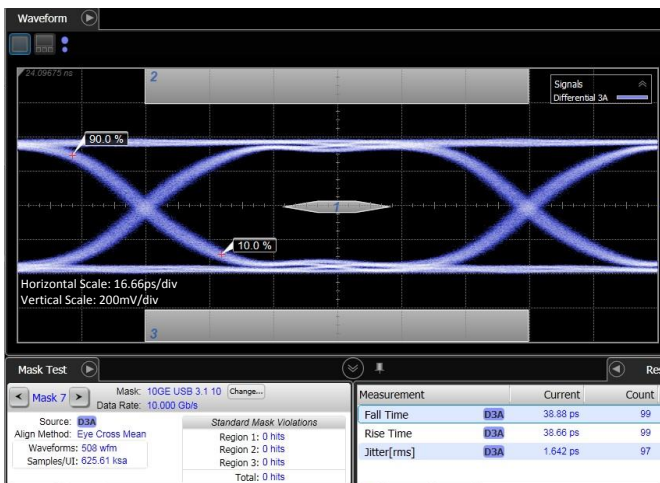 Waveform
24.09675 ns
2
Signals
Differential 3A
90.0 %
1
10.0 %
Horizontal Scale: 16.66ps/div
Vertical Scale: 200mV/div
3
Mask Test
Re
< Mask 7 >
Mask: 10GE USB 3.1 10 Change...
Data Rate: 10.000 Gb/s
Source: D3A
Align Method: Eye Cross Mean
Waveforms: 508 wfm
Samples/UI: 625.61 ksa
Standard Mask Violations
Region 1: 0 hits
Region 2: 0 hits
Region 3: 0 hits
Total: 0 hits
Measurement Current Count
Fall Time D3A 38.88 ps 99
Rise Time D3A 38.66 ps 99
Jitter[rms] D3A 1.642 ps 97